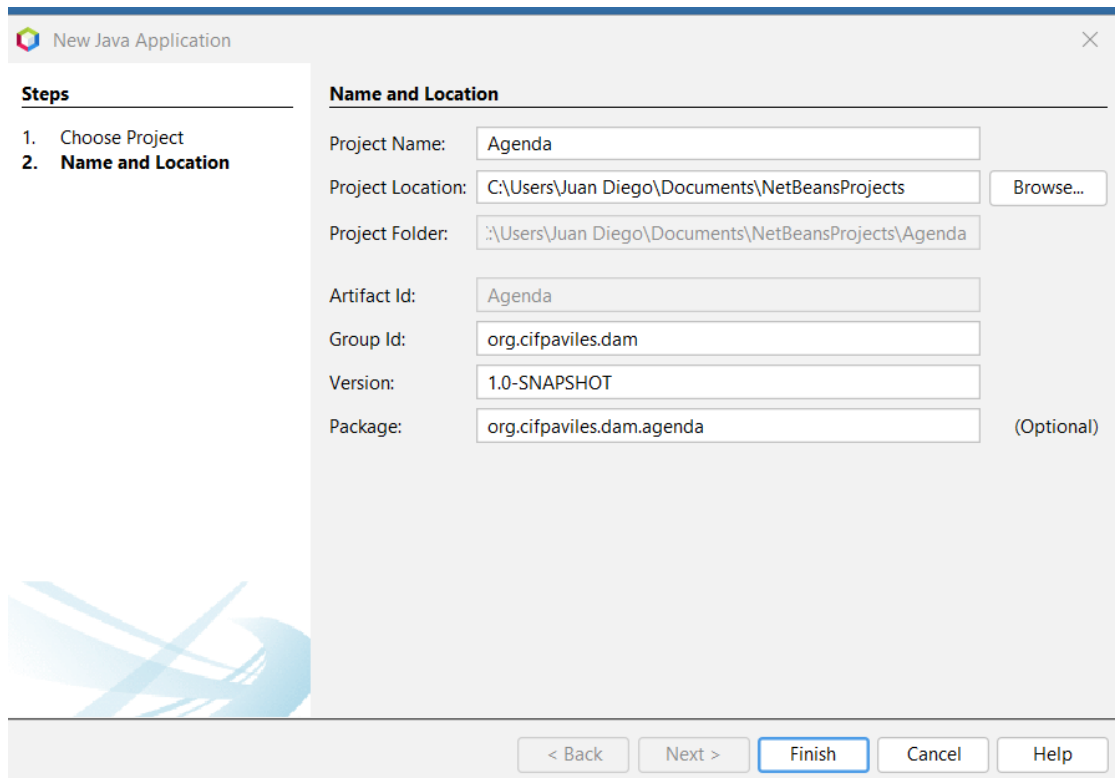 New Java Application
Steps
1. Choose Project
2. Name and Location
Name and Location
Project Name: Agenda
Project Location: C:\Users\Juan Diego\Documents\NetBeansProjects Browse...
Project Folder: :\Users\Juan Diego\Documents\NetBeansProjects\Agenda
Artifact Id: Agenda
Group Id: org.cifpaviles.dam
Version: 1.0-SNAPSHOT
Package: org.cifpaviles.dam.agenda (Optional)
< Back Next > Finish Cancel Help